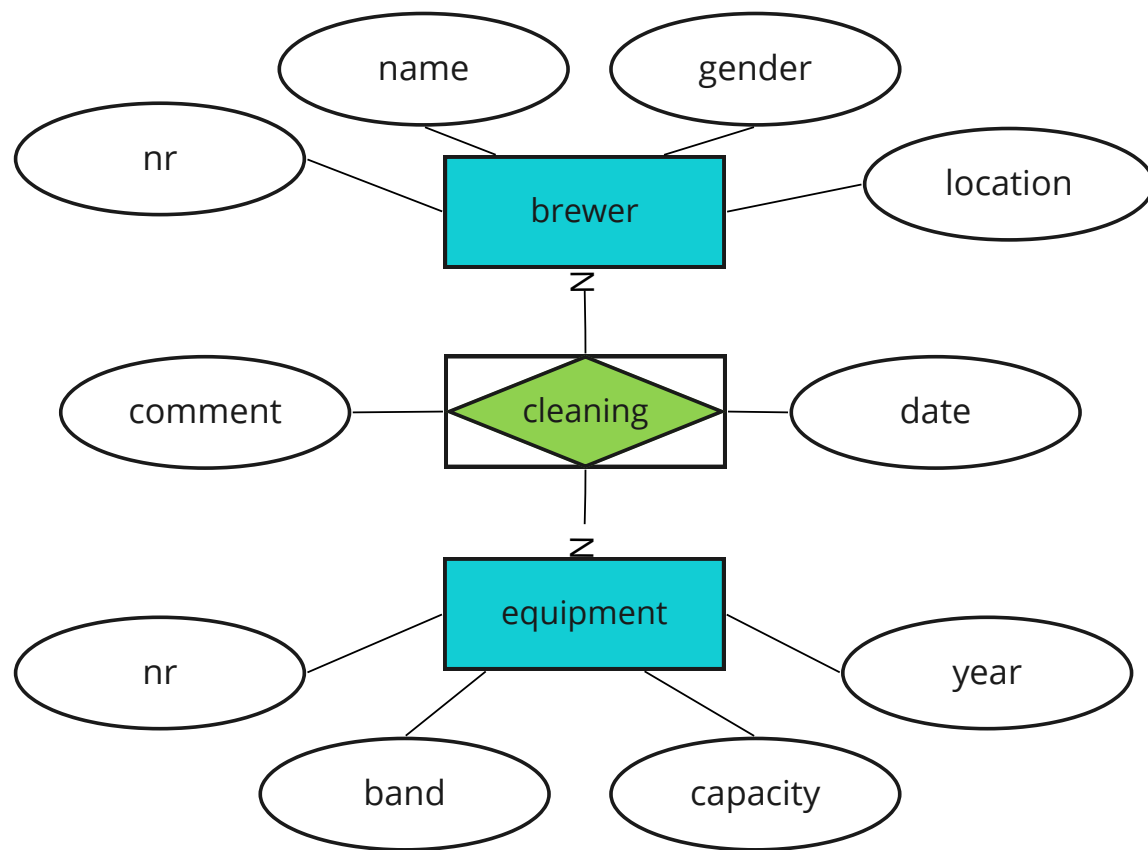 name
gender
nr
location
brewer
N
comment
cleaning
date
N
equipment
nr
year
band
capacity